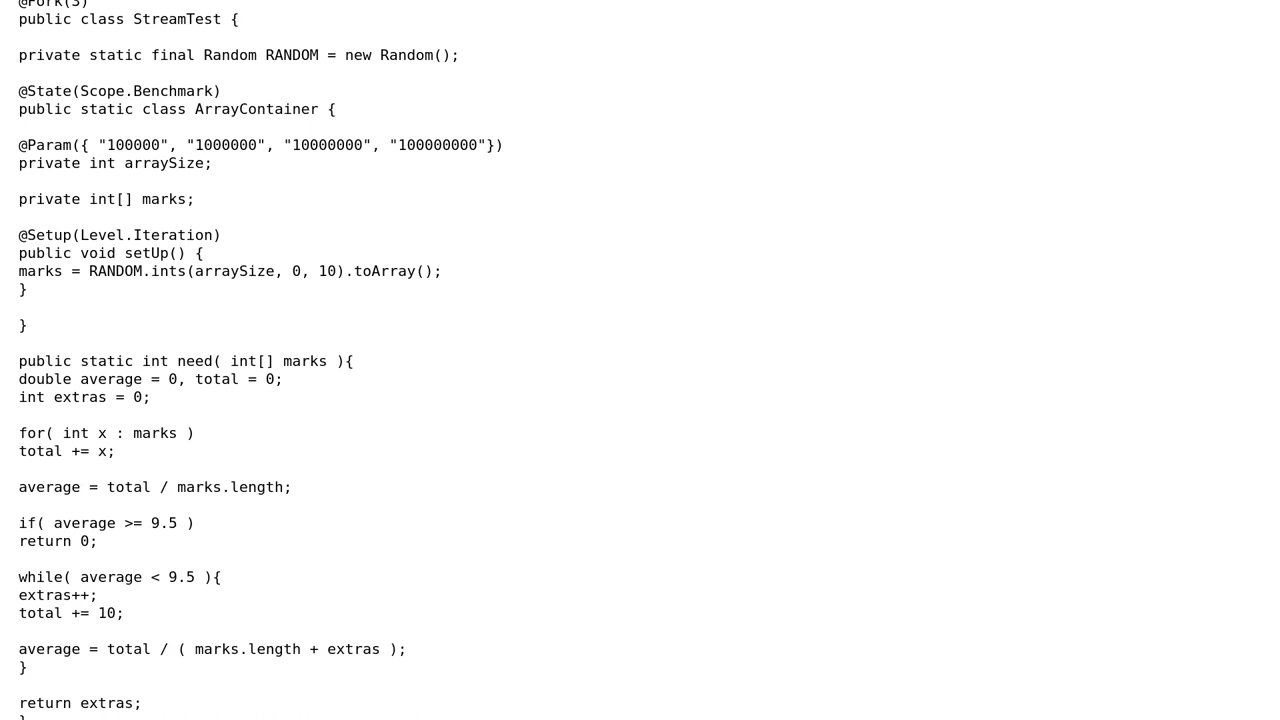 @Fork(3)
public class StreamTest {
private static final Random RANDOM = new Random();
@State(Scope.Benchmark)
public static class ArrayContainer {
@Param({ "100000", "1000000", "10000000", "100000000"})
private int arraySize;
private int[] marks;
@Setup(Level.Iteration)
public void setUp() {
marks = RANDOM.ints(arraySize, 0, 10).toArray();
}
}
public static int need( int[] marks ){
double average = 0, total = 0;
int extras = 0;
for( int x : marks )
total += x;
average = total / marks.length;
if( average >= 9.5 )
return 0;
while( average < 9.5 ){
extras++;
total += 10;
average = total / ( marks.length + extras );
}
return extras;
}